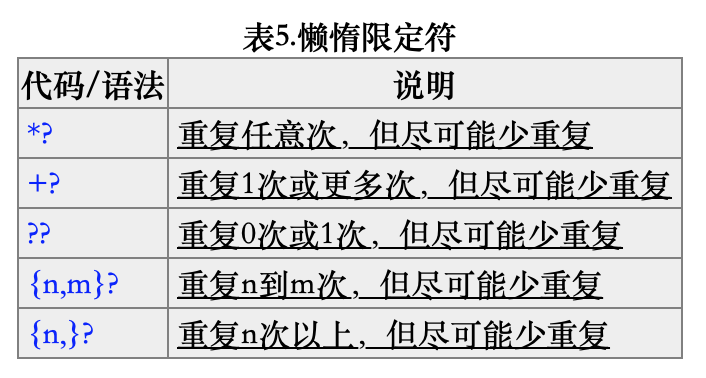 表5.懒惰限定符
代码/语法 说明
*? 重复任意次，但尽可能少重复
+? 重复1次或更多次，但尽可能少重复
?? 重复0次或1次，但尽可能少重复
{n,m}? 重复n到m次，但尽可能少重复
{n,}? 重复n次以上，但尽可能少重复